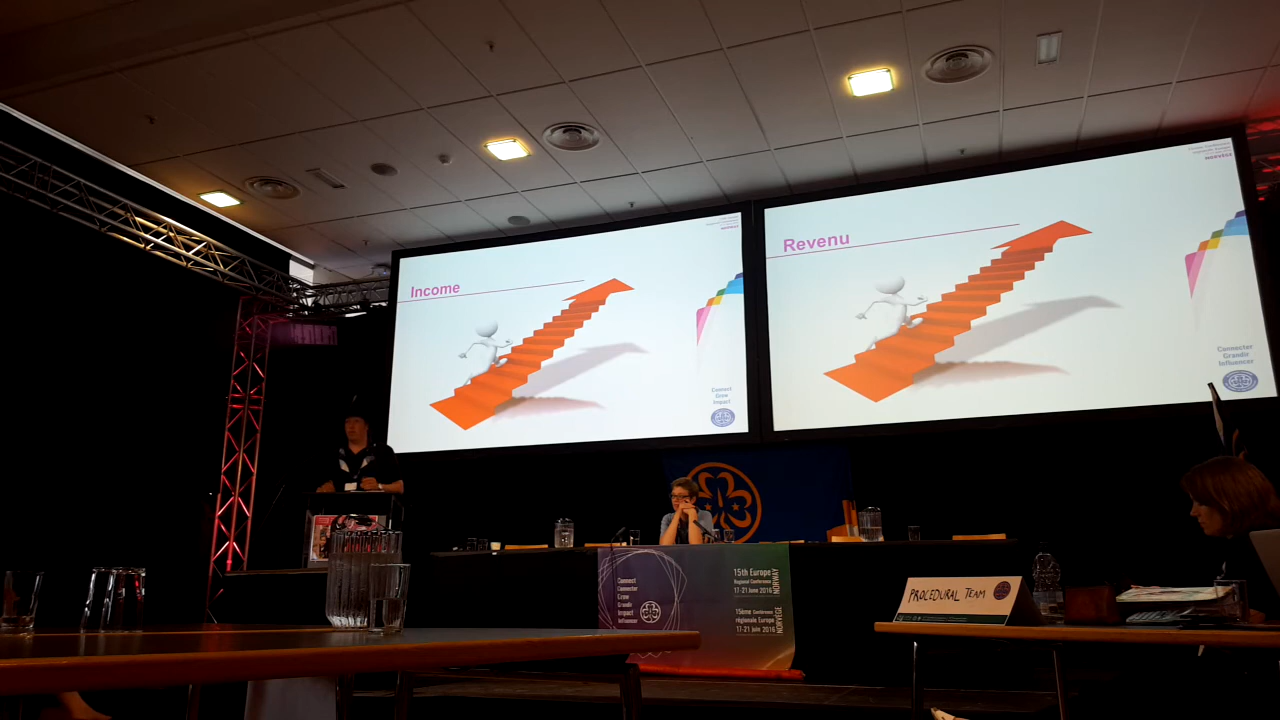 Income
Connect
Grow
Impact
Revenu
NORVÈGE
Connecter
Grandir
Influencer
Connect
Connecter
Grow
Grandir
Impact
Influencer
15th Europe
Regional Conference
17-21 June 2016
NORWAY
15ème Conférence
régionale Europe
17-21 juin 2016
NORVÈGE
PROCEDURAL TEAM